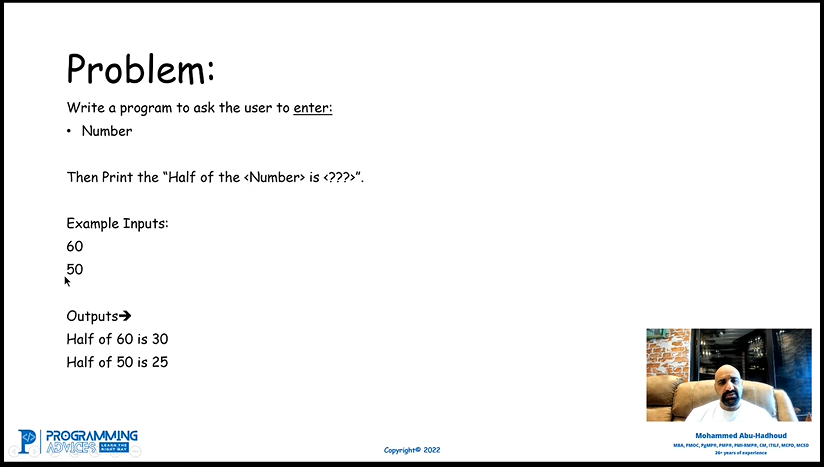 Problem:
Write a program to ask the user to enter:
• Number
Then Print the “Half of the <Number> is <???>”.
Example Inputs:
60
50
Outputs➔
Half of 60 is 30
Half of 50 is 25
PROGRAMMING
ADVICES
LEARN THE
RIGHT WAY
Copyright© 2022
Mohammed Abu-Hadhoud
MBA, PMOC, PgMP®, PMP®, PMI-RMP®, CM, ITILF, MCPD, MCSD
26+ years of experience